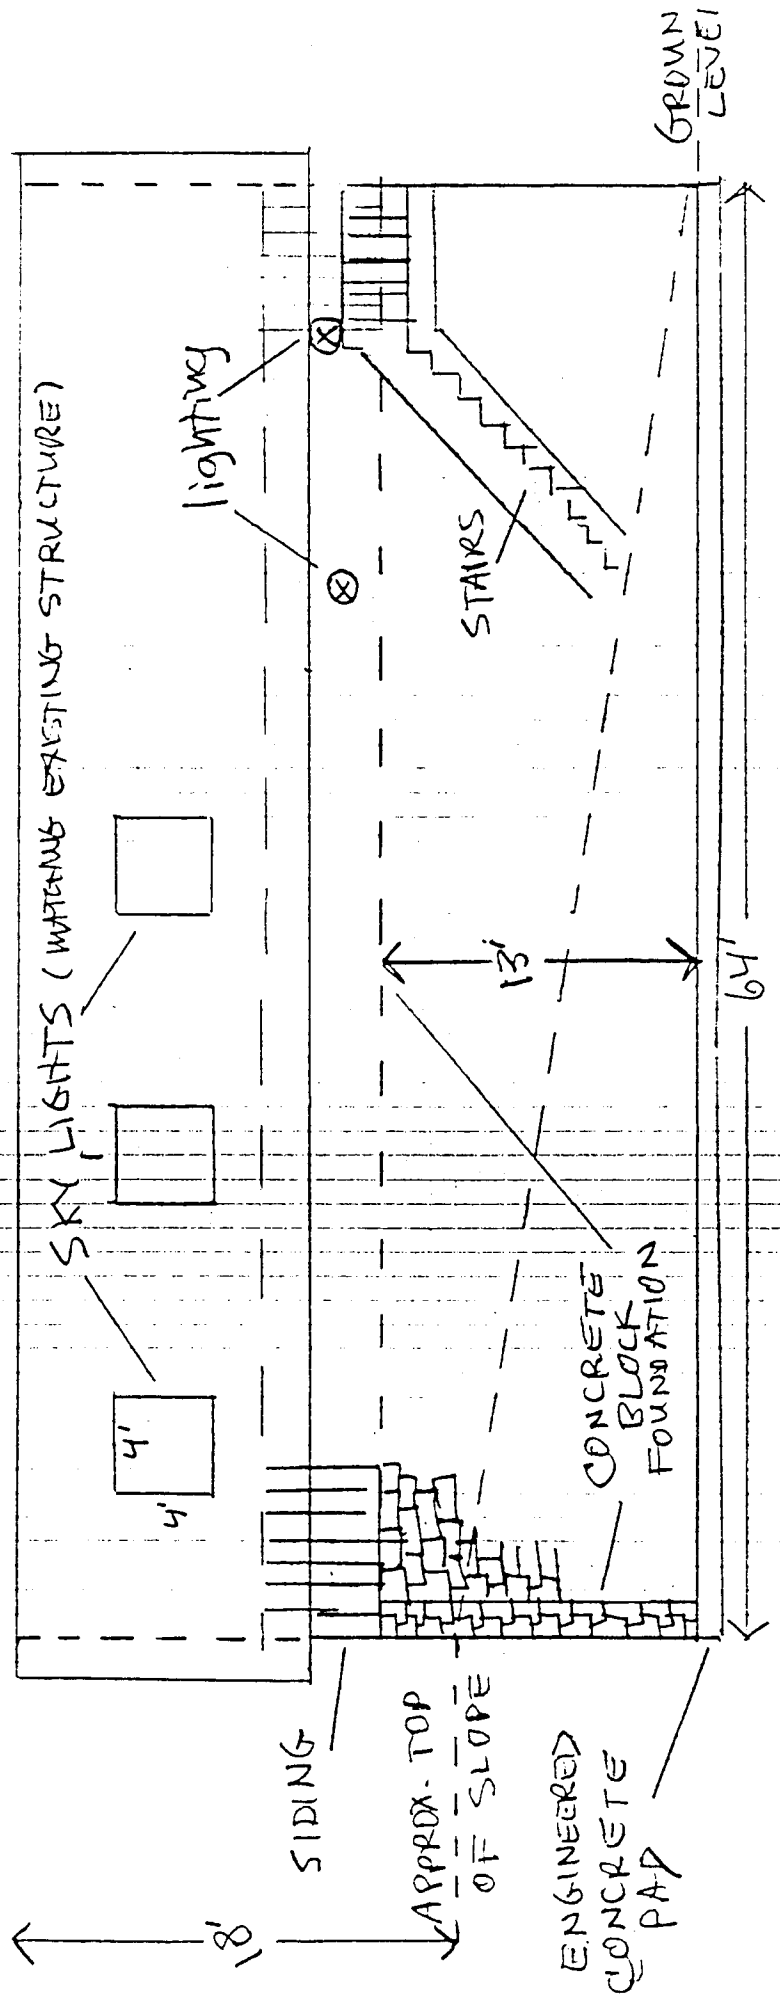 SKY LIGHTS (MATCHING EXISTING STRUCTURE)
lighting
4'
4'
18'
SIDING
STAIRS
APPROX. TOP
OF SLOPE
13'
GROUN
LEVEL
CONCRETE
BLOCK
FOUNDATION
ENGINEERED
CONCRETE
PAD
64'